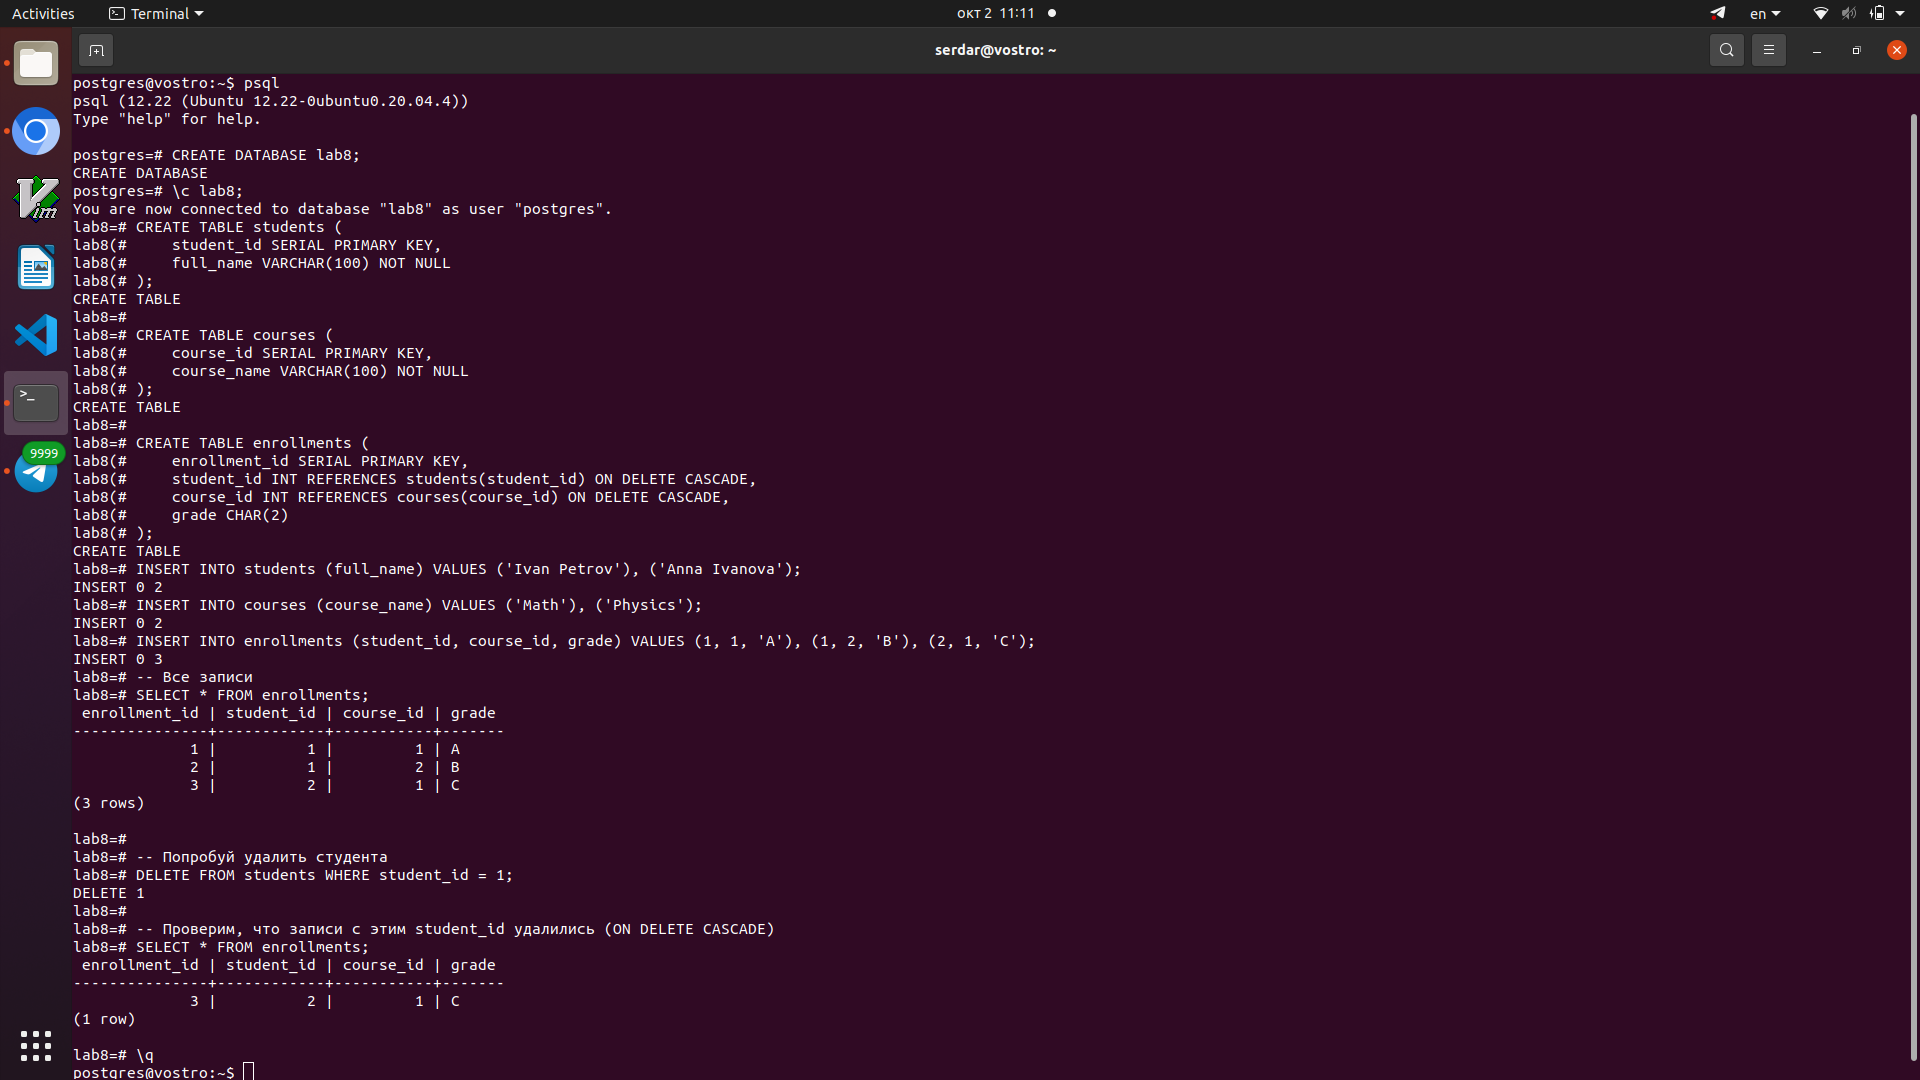 Activities
Terminal
окт 2 11:11
en
serdar@vostro: ~
postgres@vostro:~$ psql
psql (12.22 (Ubuntu 12.22-0ubuntu0.20.04.4))
Type "help" for help.
postgres=# CREATE DATABASE lab8;
CREATE DATABASE
postgres=# \c lab8;
You are now connected to database "lab8" as user "postgres".
lab8=# CREATE TABLE students (
lab8(#     student_id SERIAL PRIMARY KEY,
lab8(#     full_name VARCHAR(100) NOT NULL
lab8(# );
CREATE TABLE
lab8=#
lab8=# CREATE TABLE courses (
lab8(#     course_id SERIAL PRIMARY KEY,
lab8(#     course_name VARCHAR(100) NOT NULL
lab8(# );
CREATE TABLE
lab8=#
lab8=# CREATE TABLE enrollments (
lab8(#     enrollment_id SERIAL PRIMARY KEY,
lab8(#     student_id INT REFERENCES students(student_id) ON DELETE CASCADE,
lab8(#     course_id INT REFERENCES courses(course_id) ON DELETE CASCADE,
lab8(#     grade CHAR(2)
lab8(# );
CREATE TABLE
lab8=# INSERT INTO students (full_name) VALUES ('Ivan Petrov'), ('Anna Ivanova');
INSERT 0 2
lab8=# INSERT INTO courses (course_name) VALUES ('Math'), ('Physics');
INSERT 0 2
lab8=# INSERT INTO enrollments (student_id, course_id, grade) VALUES (1, 1, 'A'), (1, 2, 'B'), (2, 1, 'C');
INSERT 0 3
lab8=# -- Все записи
lab8=# SELECT * FROM enrollments;
 enrollment_id | student_id | course_id | grade
---------------+------------+-----------+-------
             1 |          1 |         1 | A
             2 |          1 |         2 | B
             3 |          2 |         1 | C
(3 rows)
lab8=#
lab8=# -- Попробуй удалить студента
lab8=# DELETE FROM students WHERE student_id = 1;
DELETE 1
lab8=#
lab8=# -- Проверим, что записи с этим student_id удалились (ON DELETE CASCADE)
lab8=# SELECT * FROM enrollments;
 enrollment_id | student_id | course_id | grade
---------------+------------+-----------+-------
             3 |          2 |         1 | C
(1 row)
lab8=# \q
postgres@vostro:~$
Vim
>_
9999